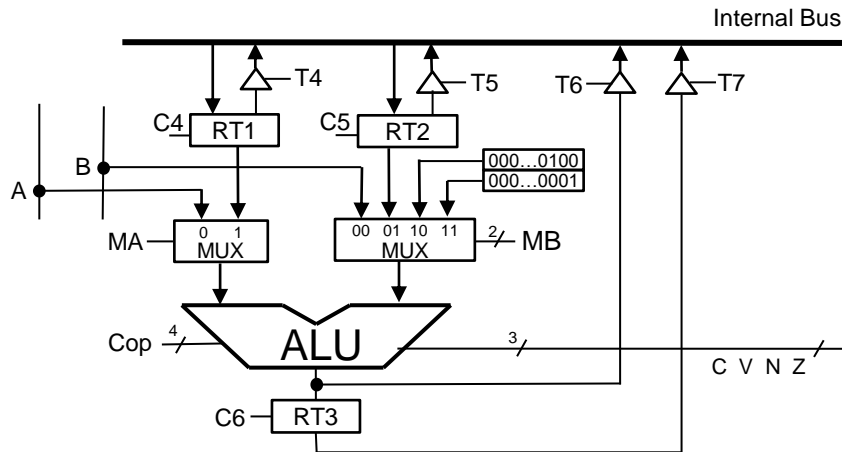 Internal Bus
T4
T5
T6
T7
C4
RT1
C5
RT2
B
000...0100
000...0001
A
0 1
00 01 10 11
MA
MUX
MUX
2
MB
Cop
4
ALU
3
C V N Z
C6
RT3